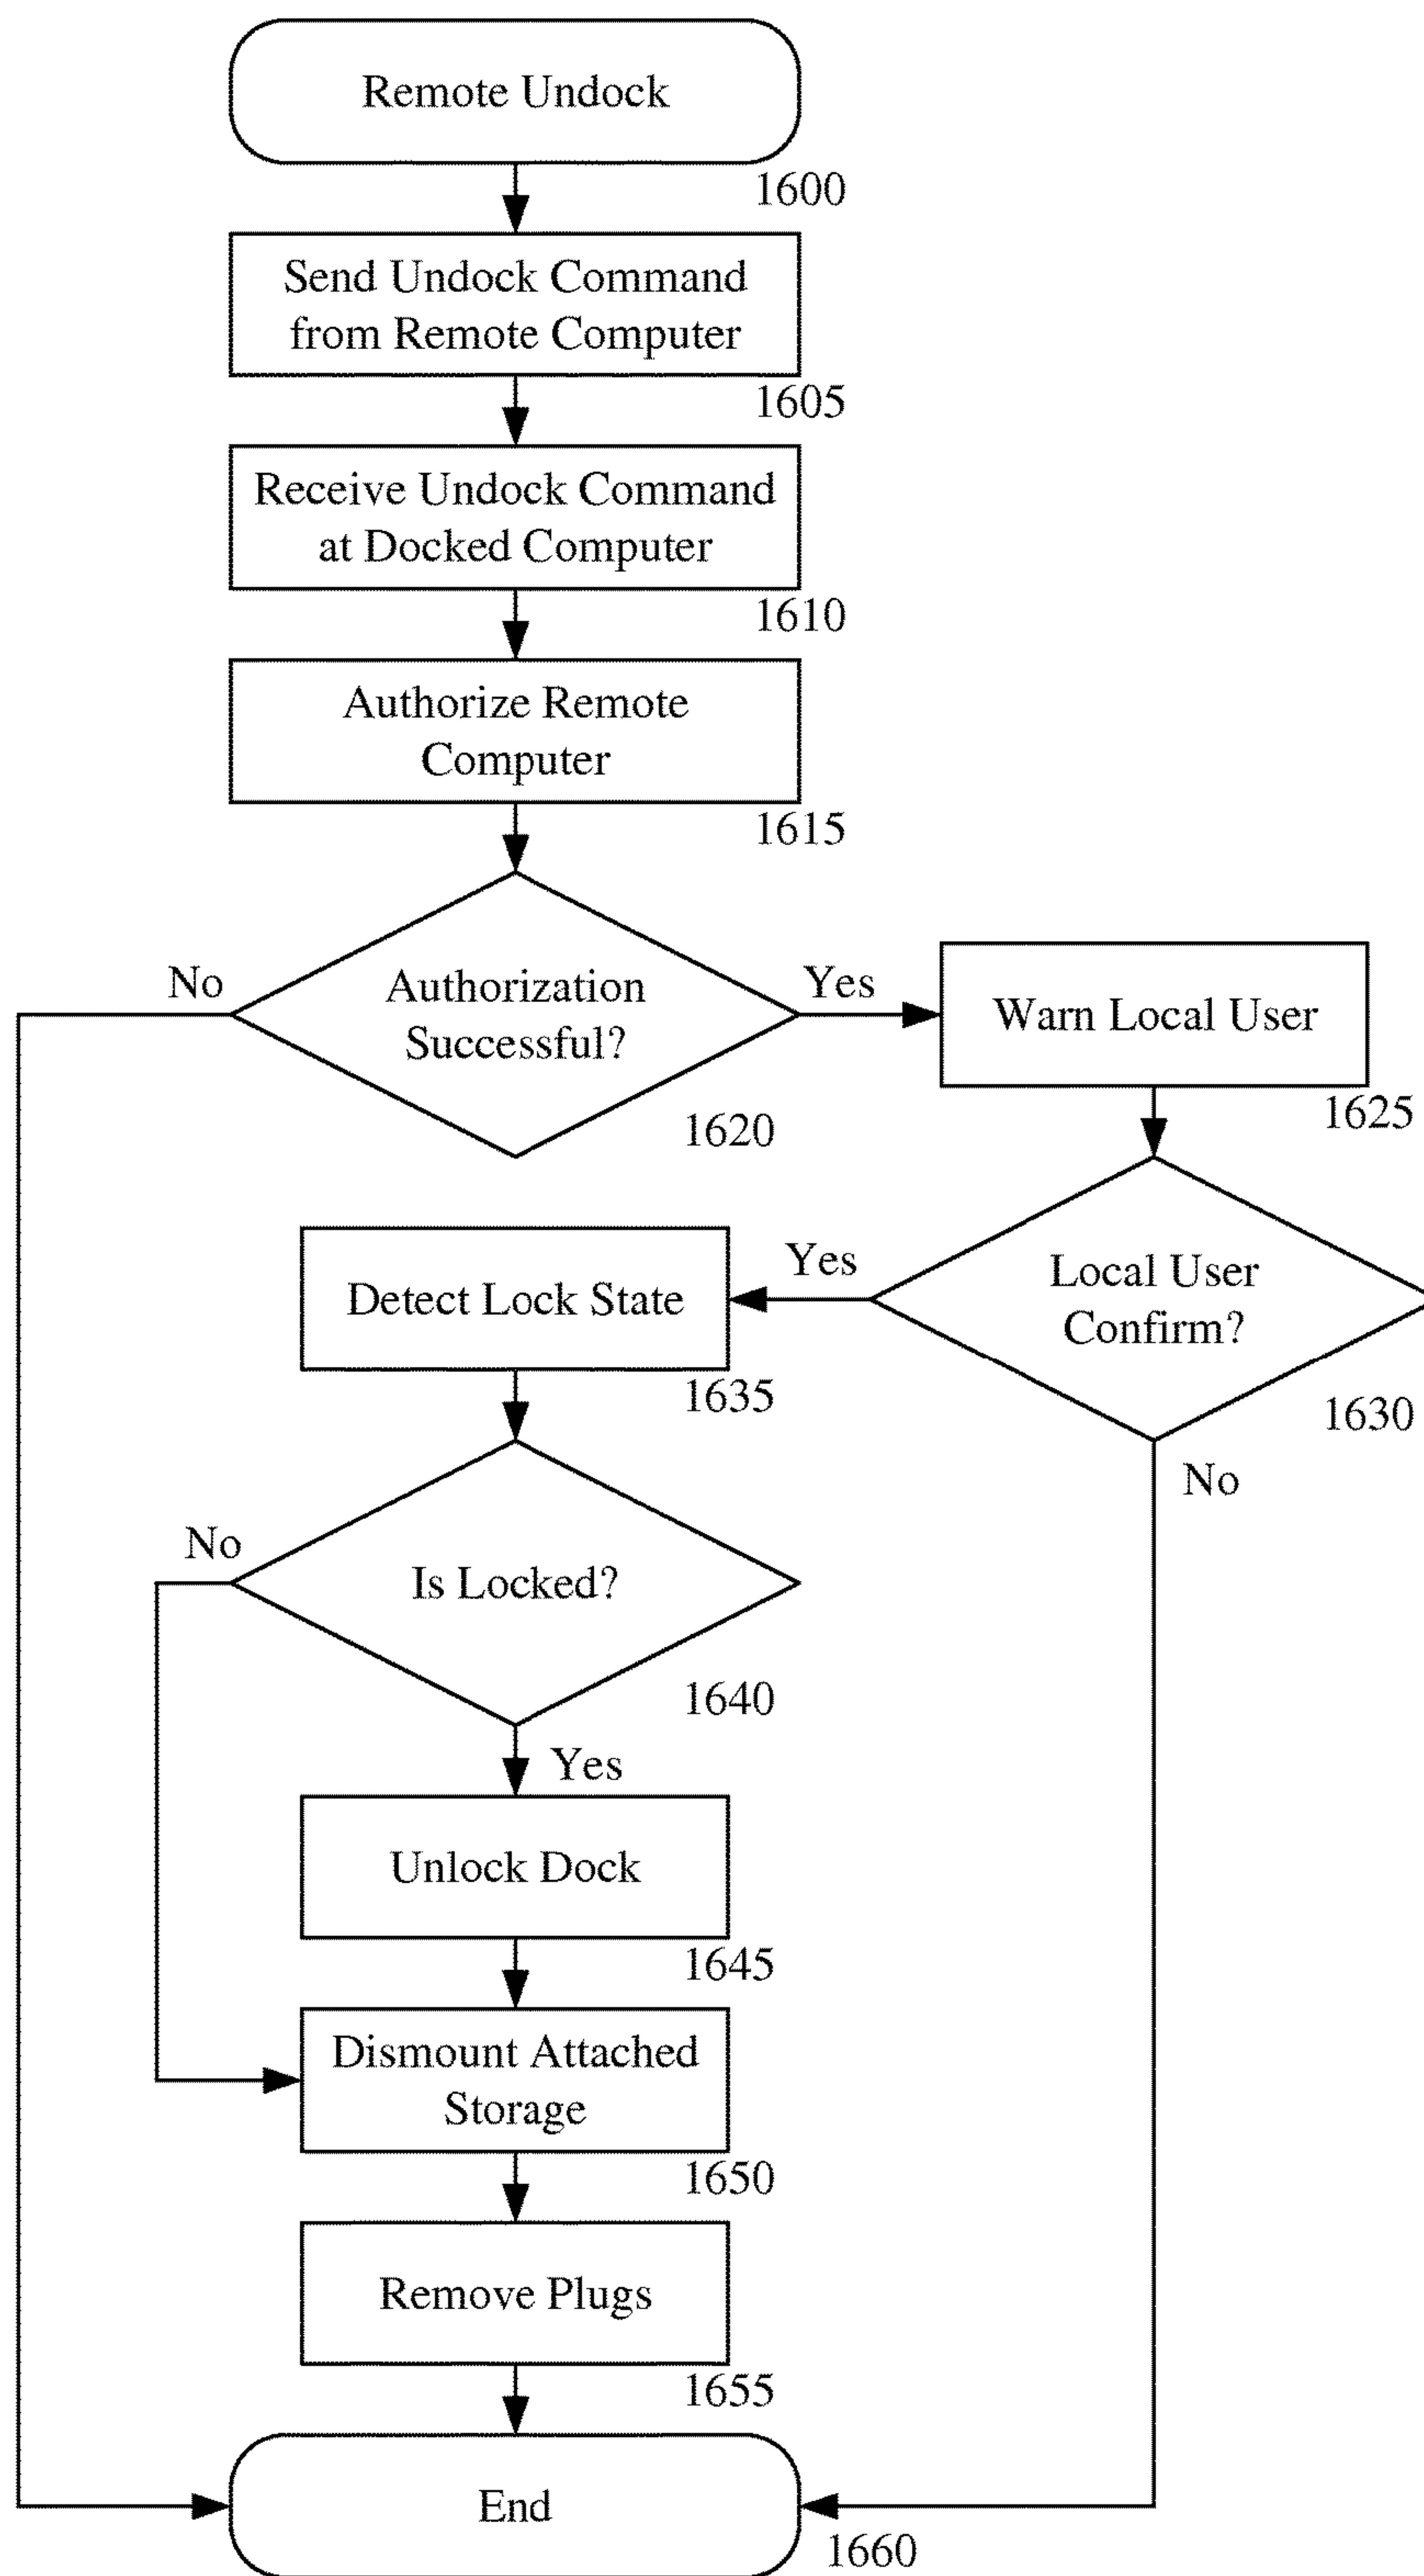 Remote Undock
1600
Send Undock Command
from Remote Computer
1605
Receive Undock Command
at Docked Computer
1610
Authorize Remote
Computer
1615
No
Authorization
Successful?
Yes
1620
Warn Local User
1625
Local User
Confirm?
Yes
No
1630
Detect Lock State
1635
Is Locked?
No
1640
Yes
Unlock Dock
1645
Dismount Attached
Storage
1650
Remove Plugs
1655
End
1660